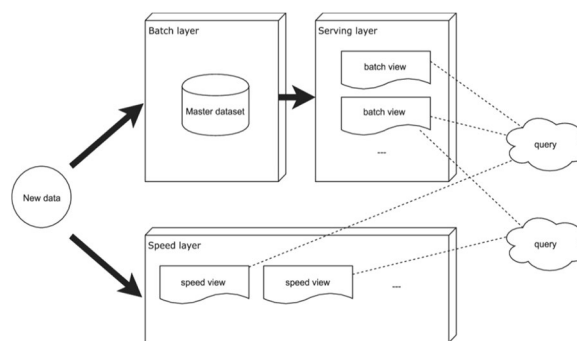 Batch layer
Serving layer
batch view
Master dataset
batch view
---
query
New data
query
Speed layer
speed view
speed view
---